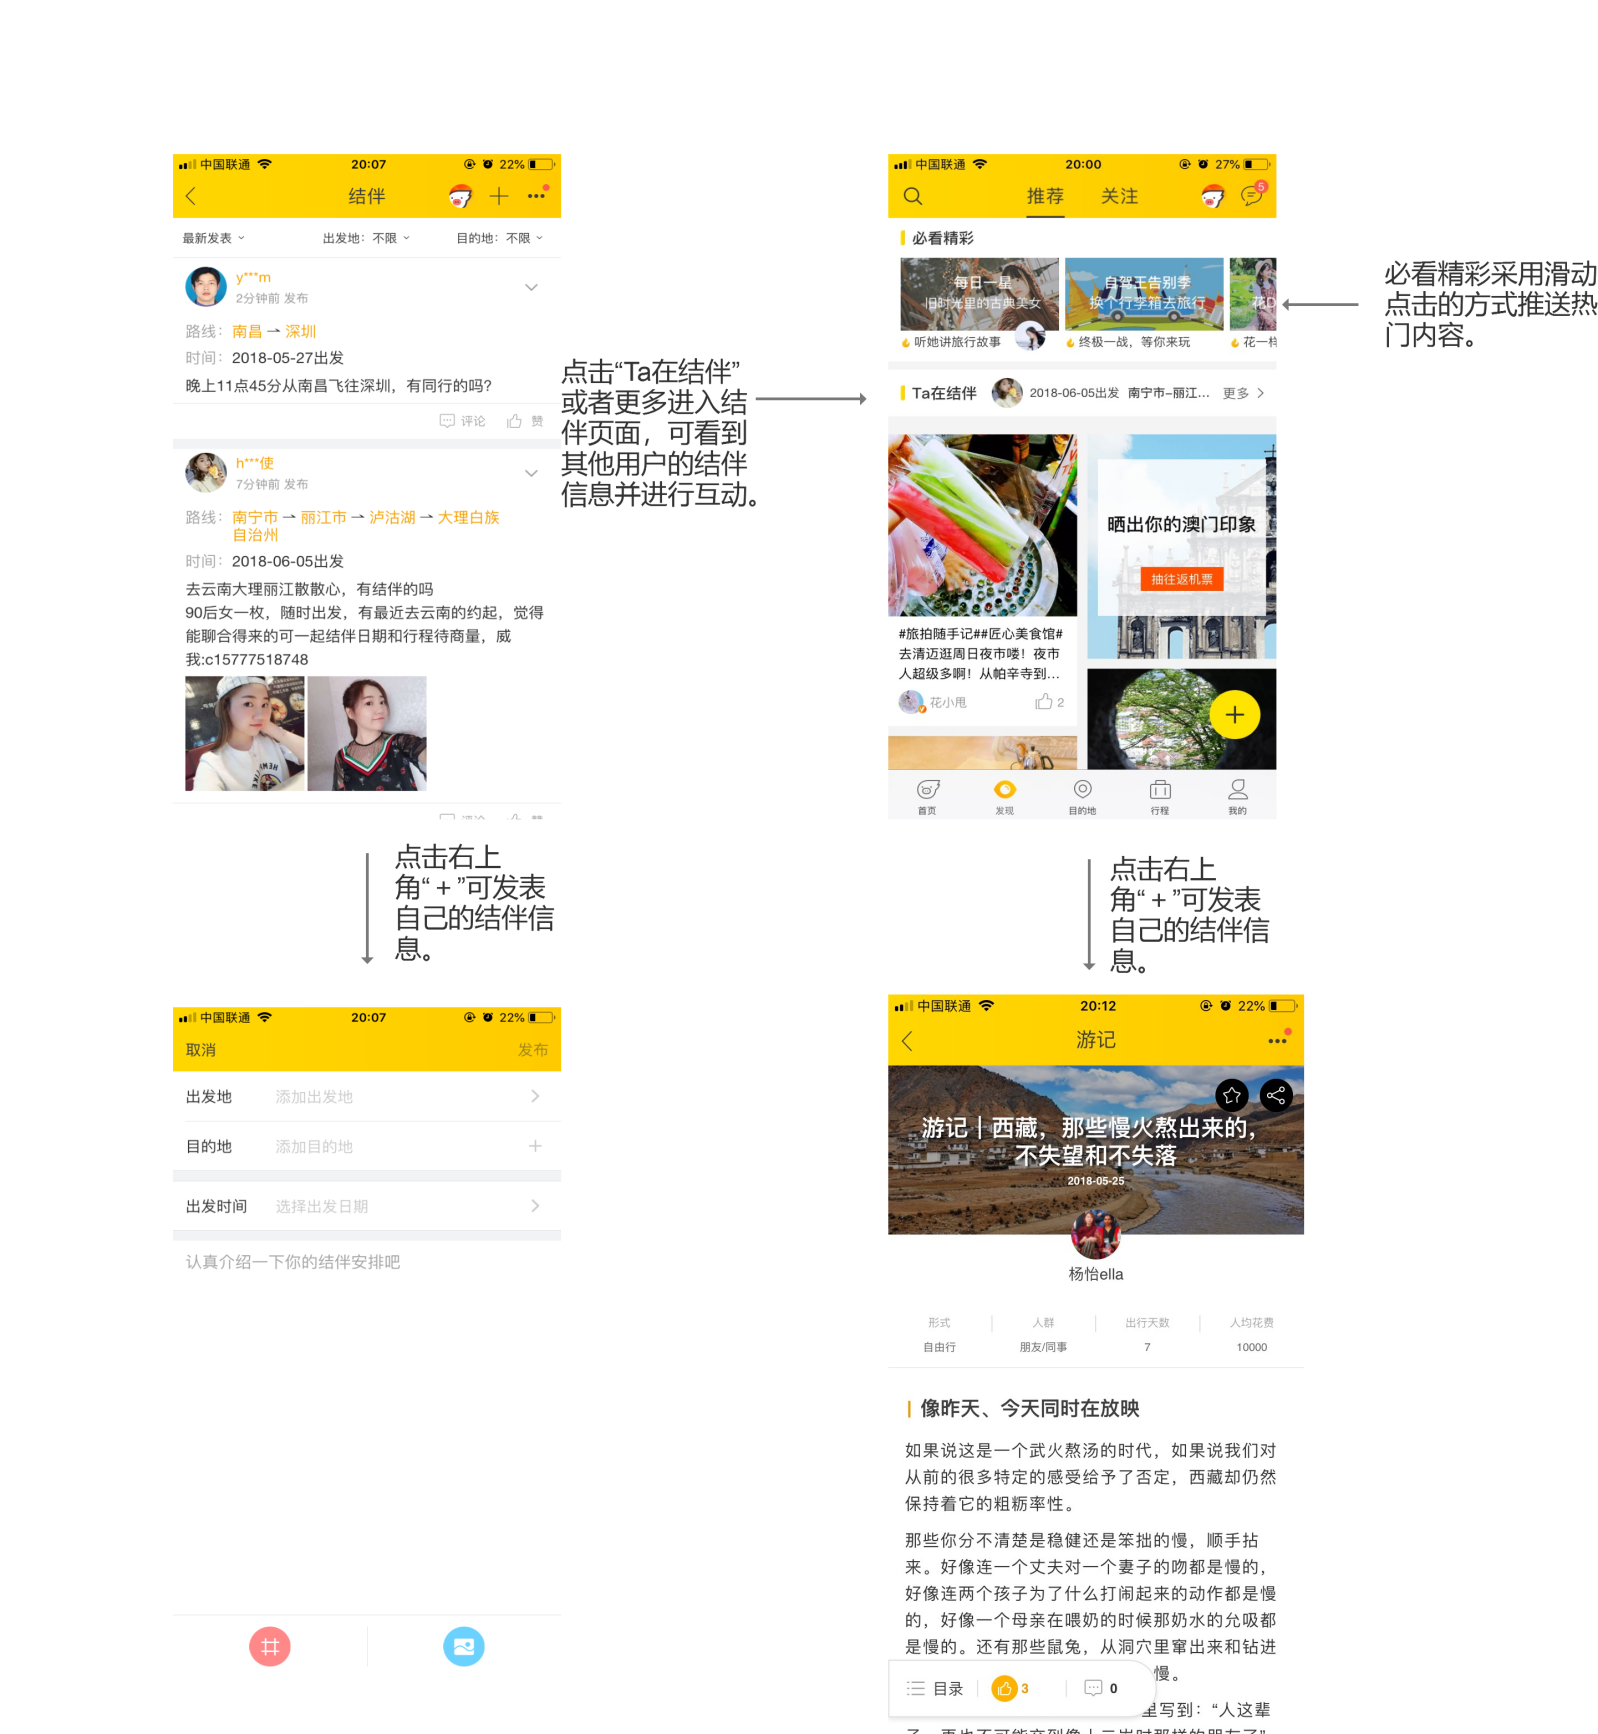 中国联通
20:07
22%
结伴
最新发表
出发地：不限
目的地：不限
y***m
2分钟前 发布
路线：南昌⇀深圳
时间：2018-05-27出发
晚上11点45分从南昌飞往深圳，有同行的吗?
评论
赞
h***使
7分钟前 发布
路线：南宁市⇀丽江市⇀泸沽湖⇀大理白族
自治州
时间：2018-06-05出发
去云南大理丽江散散心，有结伴的吗
90后女一枚，随时出发，有最近去云南的约起，觉得
能聊合得来的可一起结伴日期和行程待商量，威
我:c15777518748
点击“Ta在结伴”
或者更多进入结
伴页面，可看到
其他用户的结伴
信息并进行互动。
中国联通
20:00
27%
推荐
关注
5
必看精彩
每日一星
旧时光里的古典美女
自驾王告别季
换个行李箱去旅行
花D
听她讲旅行故事
终极一战，等你来玩
花一样
Ta在结伴
2018-06-05出发 南宁市-丽江...
更多
晒出你的澳门印象
抽往返机票
#旅拍随手记##匠心美食馆#
去清迈逛周日夜市喽！夜市
人超级多啊！从帕辛寺到...
花小甩
2
首页
发现
目的地
行程
我的
必看精彩采用滑动
点击的方式推送热
门内容。
点击右上
角“+”可发表
自己的结伴信
息。
点击右上
角“+”可发表
自己的结伴信
息。
中国联通
20:07
22%
取消
发布
出发地
添加出发地
目的地
添加目的地
出发时间
选择出发日期
认真介绍一下你的结伴安排吧
中国联通
20:12
22%
游记
游记｜西藏，那些慢火熬出来的，
不失望和不失落
2018-05-25
杨怡ella
形式
人群
出行天数
人均花费
自由行
朋友/同事
7
10000
像昨天、今天同时在放映
如果说这是一个武火熬汤的时代，如果说我们对
从前的很多特定的感受给予了否定，西藏却仍然
保持着它的粗粝率性。
那些你分不清楚是稳健还是笨拙的慢，顺手拈
来。好像连一个丈夫对一个妻子的吻都是慢的，
好像连两个孩子为了什么打闹起来的动作都是慢
的，好像一个母亲在喂奶的时候那奶水的允吸都
是慢的。还有那些鼠兔，从洞穴里窜出来和钻进
慢。
里写到：“人这辈
目录
3
0